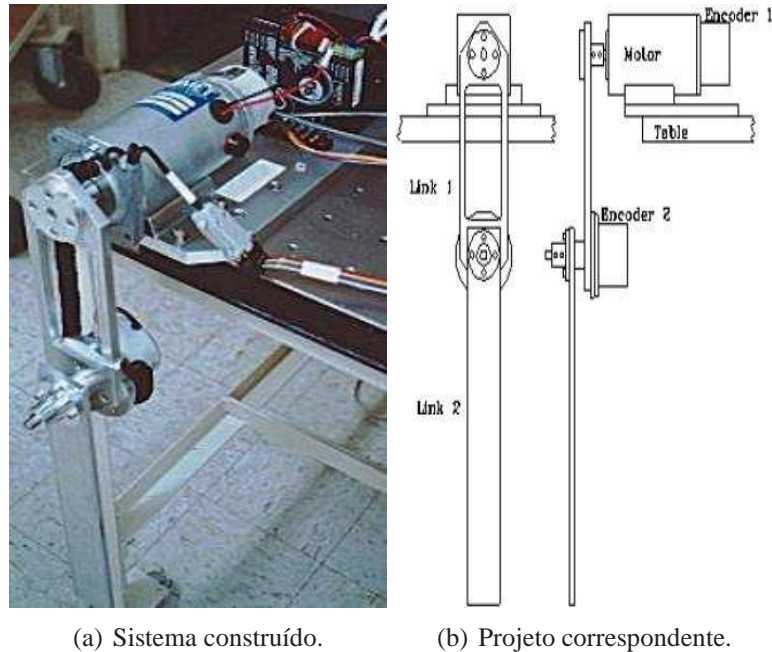 Encoder 1
Motor
Table
Link 1
Encoder 2
Link 2
(a) Sistema construído.
(b) Projeto correspondente.